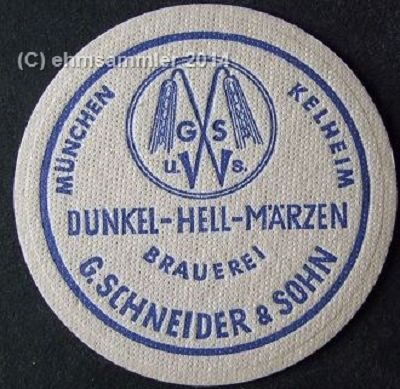 (C) ehmsammler 2014
MÜNCHEN KELHEIM
G S
u. s.
DUNKEL-HELL-MÄRZEN
BRAUEREI
G. SCHNEIDER & SOHN